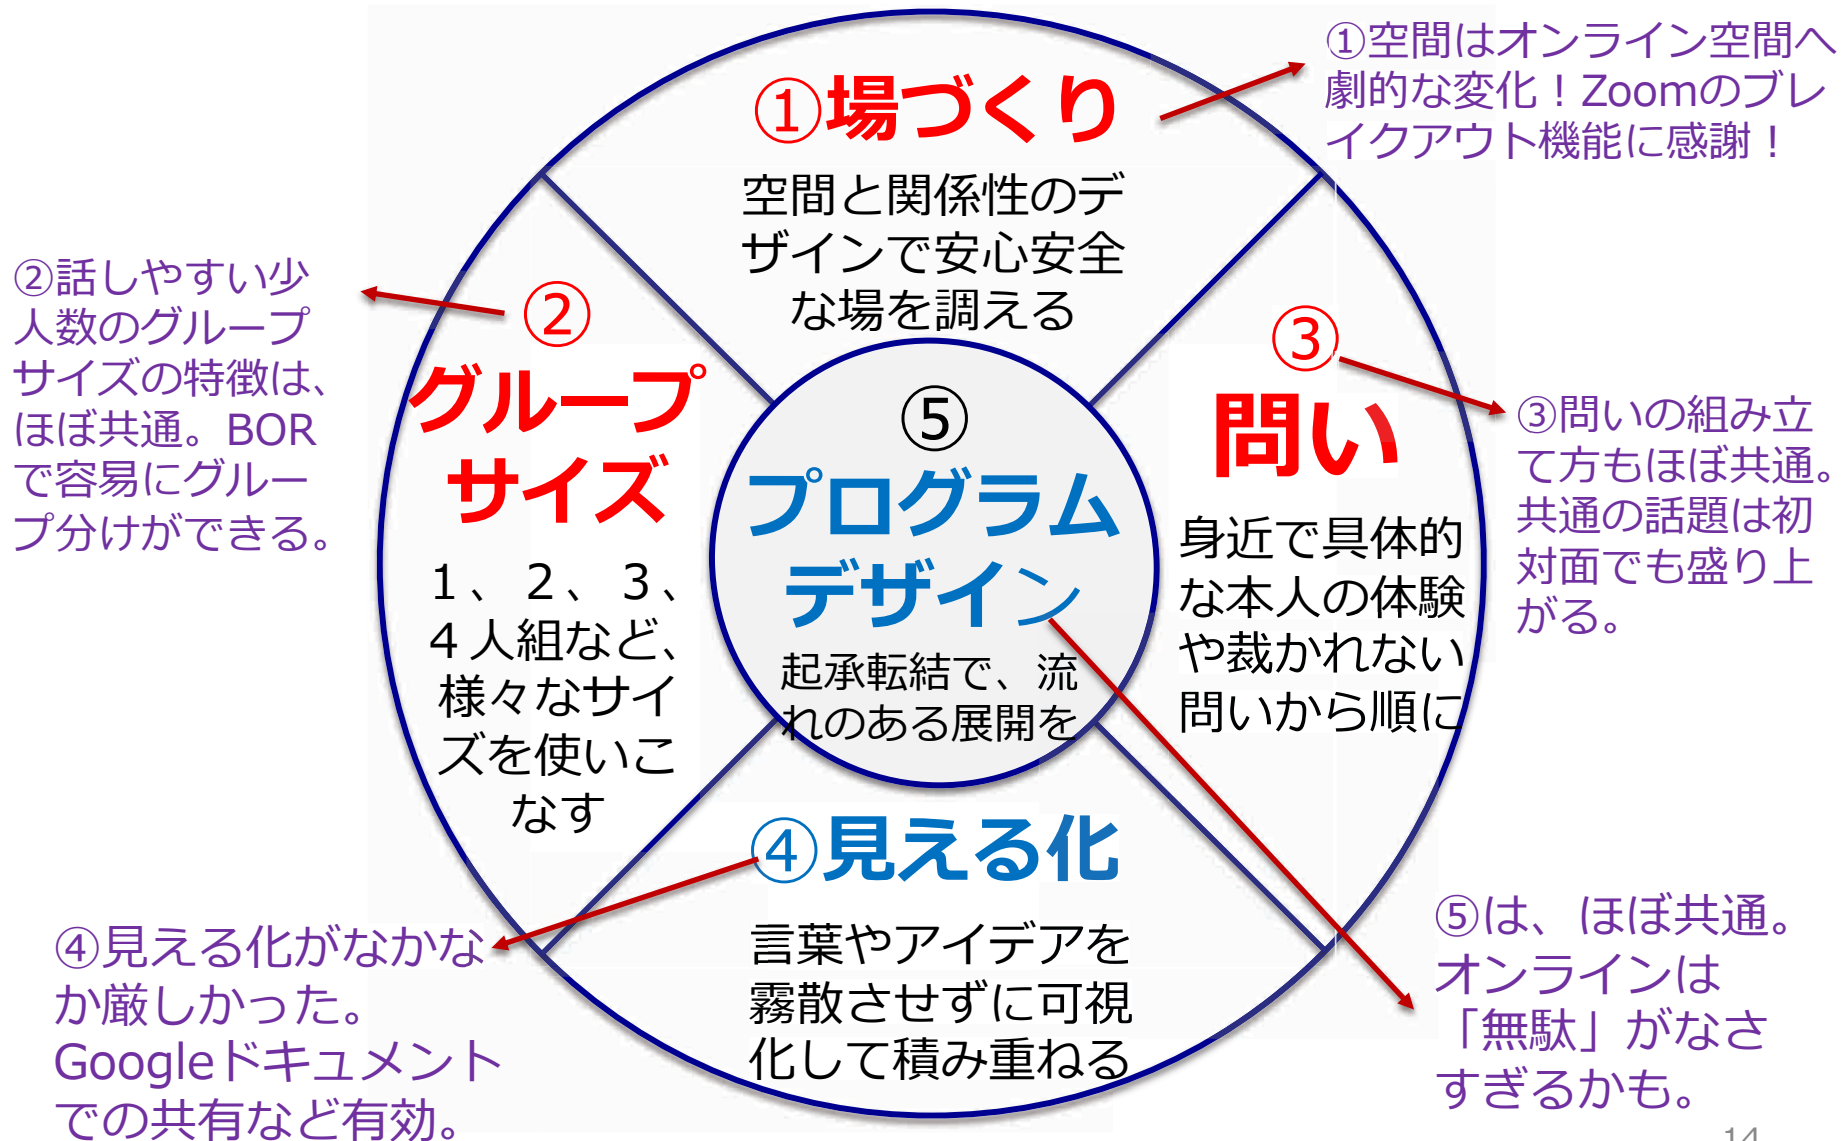 ①場づくり
空間と関係性のデ
ザインで安心安全
な場を調える
①空間はオンライン空間へ
劇的な変化！Zoomのブレ
イクアウト機能に感謝！
②話しやすい少
人数のグループ
サイズの特徴は、
ほぼ共通。BOR
で容易にグルー
プ分けができる。
②
グループ
サイズ
１、２、３、
４人組など、
様々なサイ
ズを使いこ
なす
⑤
プログラム
デザイン
起承転結で、流
れのある展開を
③
問い
身近で具体的
な本人の体験
や裁かれない
問いから順に
③問いの組み立
て方もほぼ共通。
共通の話題は初
対面でも盛り上
がる。
④見える化
言葉やアイデアを
霧散させずに可視
化して積み重ねる
④見える化がなかな
か厳しかった。
Googleドキュメント
での共有など有効。
⑤は、ほぼ共通。
オンラインは
「無駄」がなさ
すぎるかも。
14